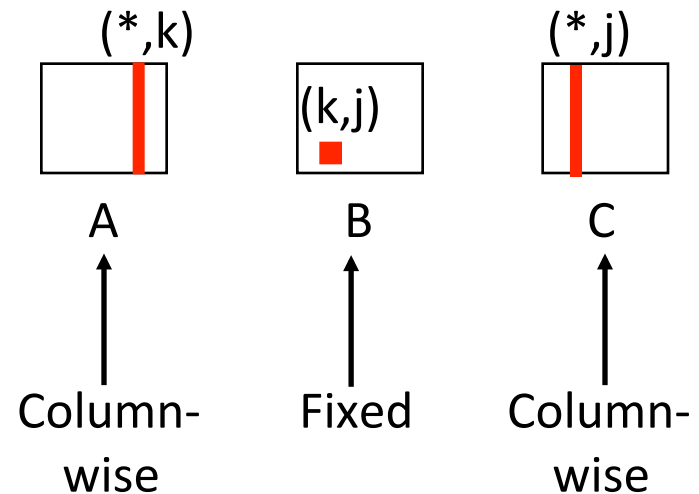 (*,k)
(*,j)
(k,j)
A
B
C
Column-
wise
Fixed
Column-
wise